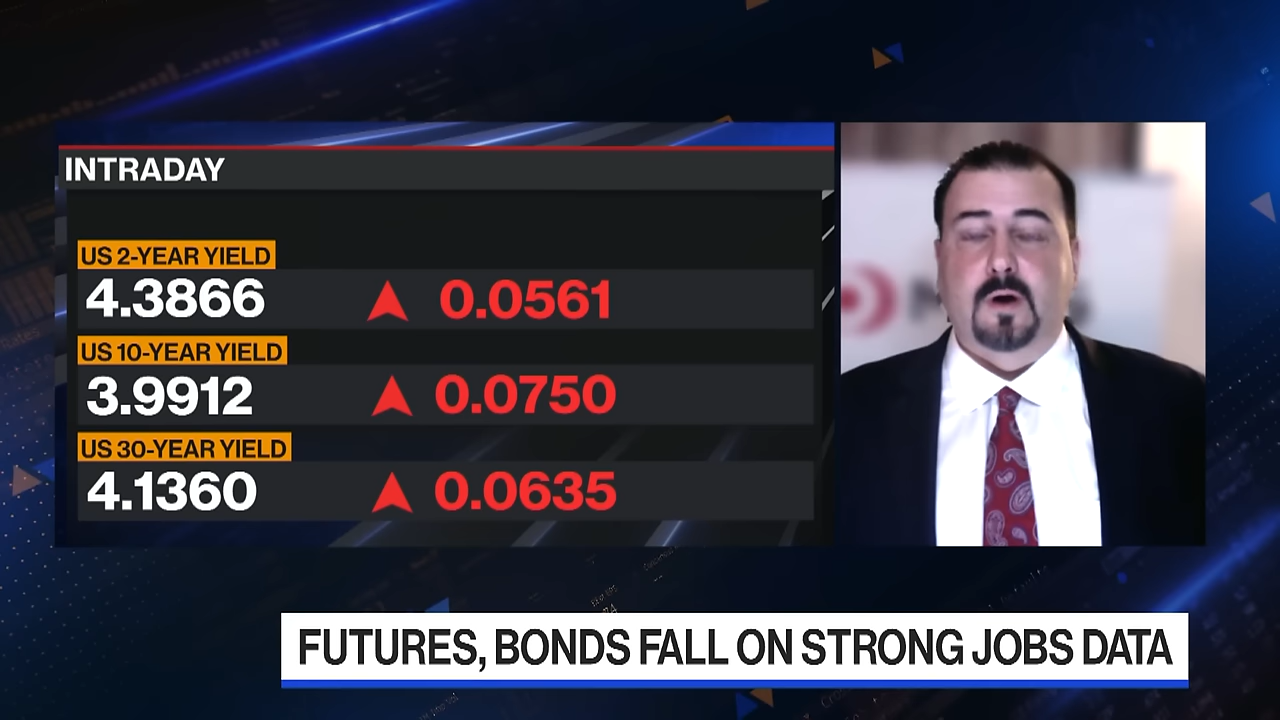 INTRADAY
US 2-YEAR YIELD
4.3866 ▲ 0.0561
US 10-YEAR YIELD
3.9912 ▲ 0.0750
US 30-YEAR YIELD
4.1360 ▲ 0.0635
FUTURES, BONDS FALL ON STRONG JOBS DATA